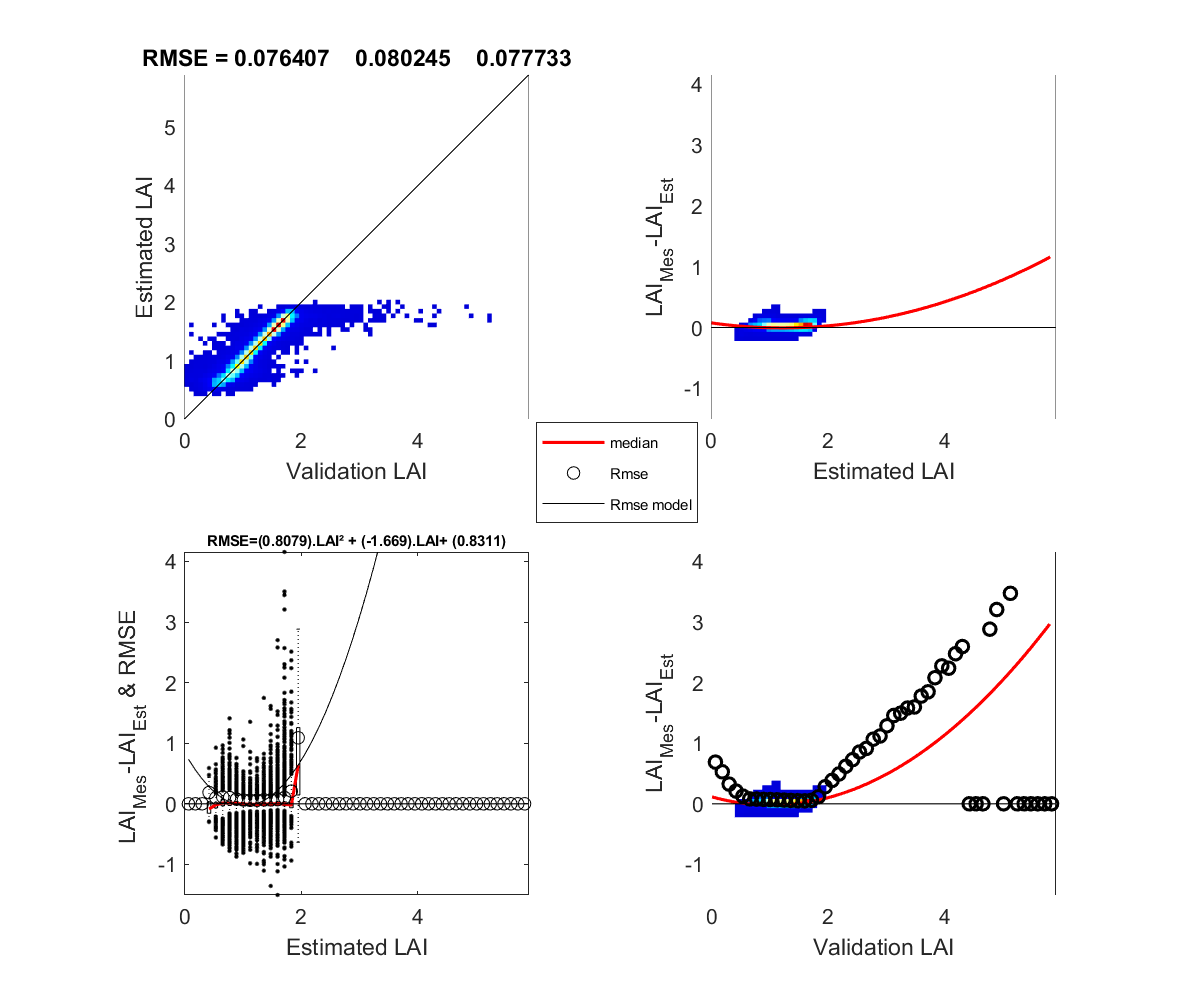 RMSE = 0.076407 0.080245 0.077733
5
4
3
2
1
0
0 2 4
Estimated LAI
Validation LAI
4
3
2
1
0
-1
0 2 4
LAI_Mes-LAI_Est
Estimated LAI
median
Rmse
Rmse model
RMSE=(0.8079).LAI² + (-1.669).LAI+ (0.8311)
4
3
2
1
0
-1
0 2 4
LAI_Mes-LAI_Est & RMSE
Estimated LAI
4
3
2
1
0
-1
0 2 4
LAI_Mes-LAI_Est
Validation LAI